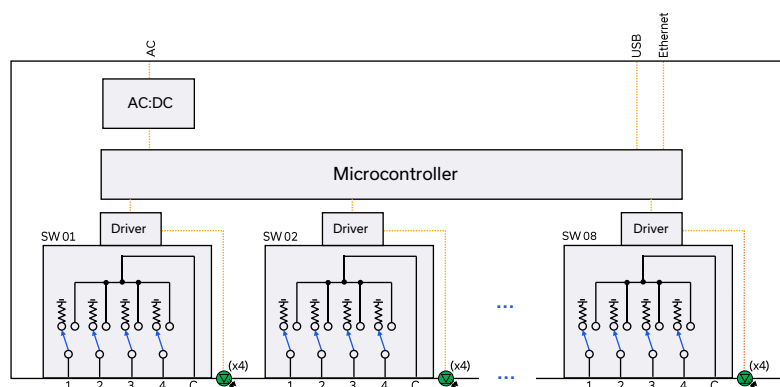 AC
USB
Ethernet
AC:DC
Microcontroller
Driver
Driver
Driver
SW 01
SW 02
SW 08
...
(x4)
(x4)
...
(x4)
1 2 3 4 C
1 2 3 4 C
1 2 3 4 C